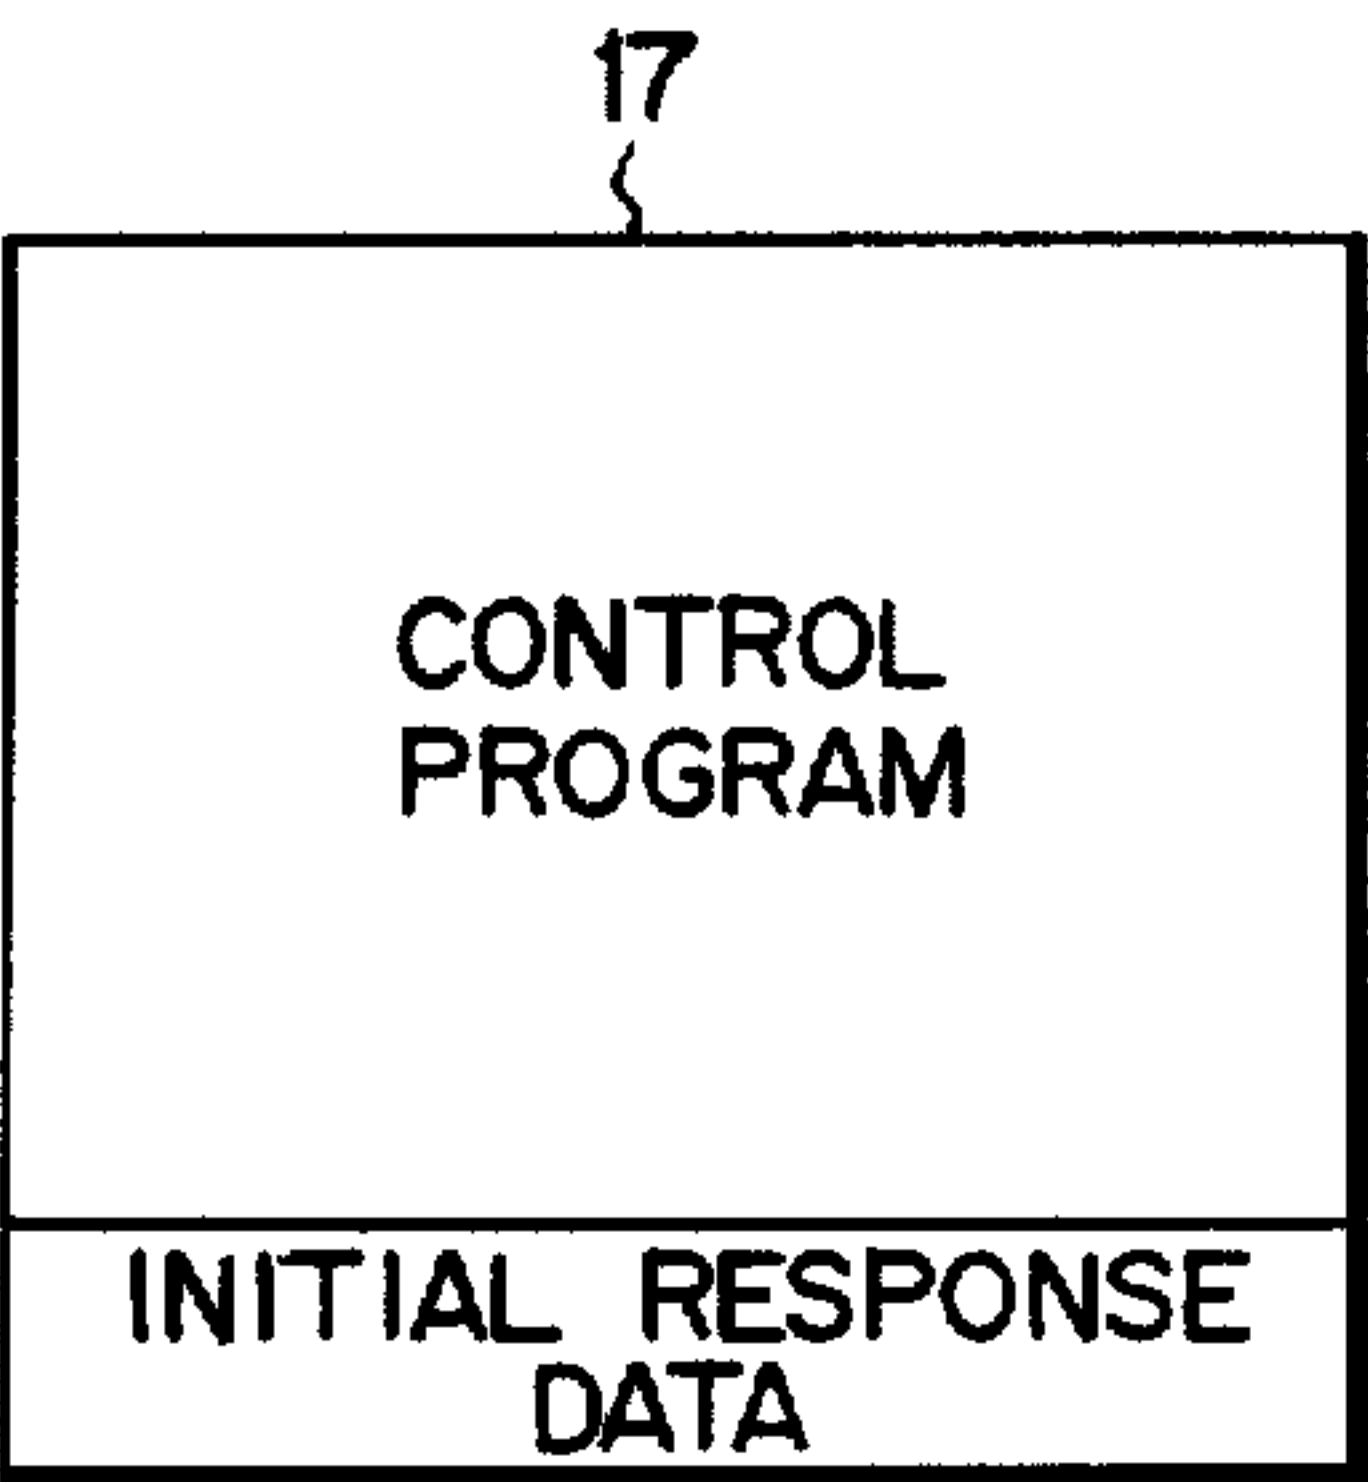 17
CONTROL
PROGRAM
INITIAL RESPONSE
DATA